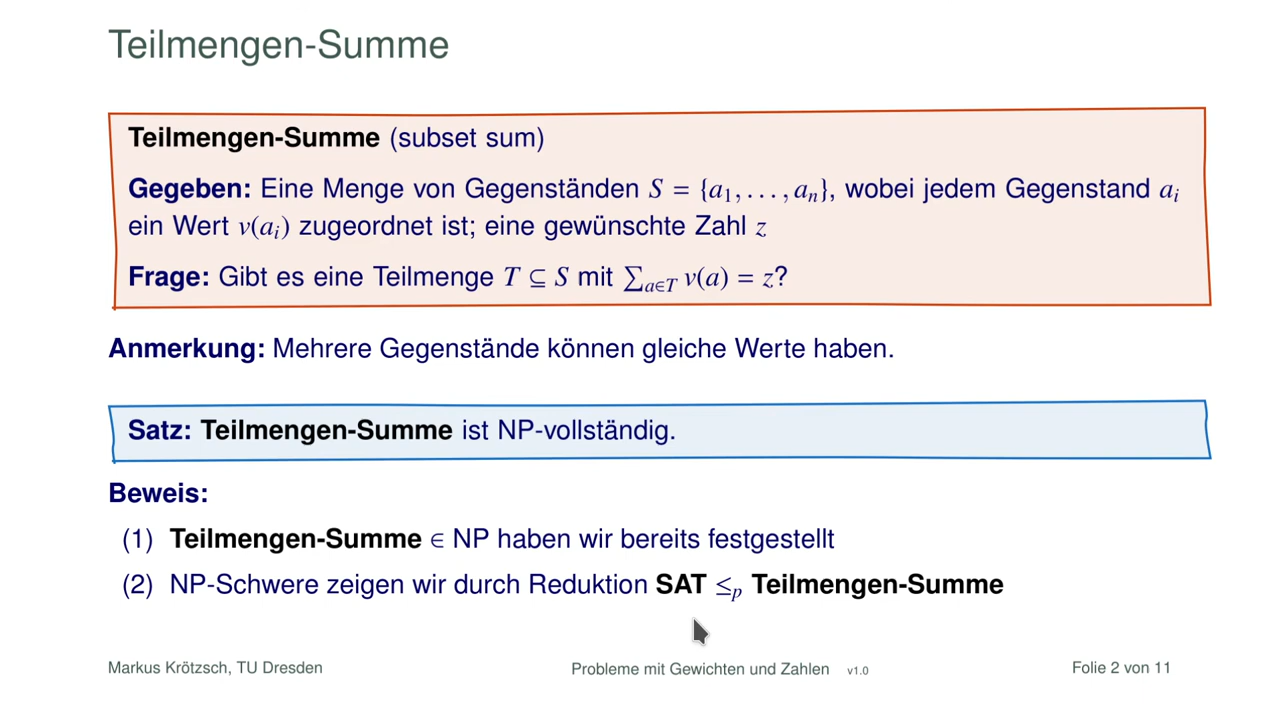 Teilmengen-Summe
Teilmengen-Summe (subset sum)
Gegeben: Eine Menge von Gegenständen S = {a₁, . . . , aₙ}, wobei jedem Gegenstand aᵢ
ein Wert v(aᵢ) zugeordnet ist; eine gewünschte Zahl z
Frage: Gibt es eine Teilmenge T ⊆ S mit ∑_{a∈T} v(a) = z?
Anmerkung: Mehrere Gegenstände können gleiche Werte haben.
Satz: Teilmengen-Summe ist NP-vollständig.
Beweis:
(1) Teilmengen-Summe ∈ NP haben wir bereits festgestellt
(2) NP-Schwere zeigen wir durch Reduktion SAT ≤ₚ Teilmengen-Summe
Markus Krötzsch, TU Dresden Probleme mit Gewichten und Zahlen v1.0 Folie 2 von 11